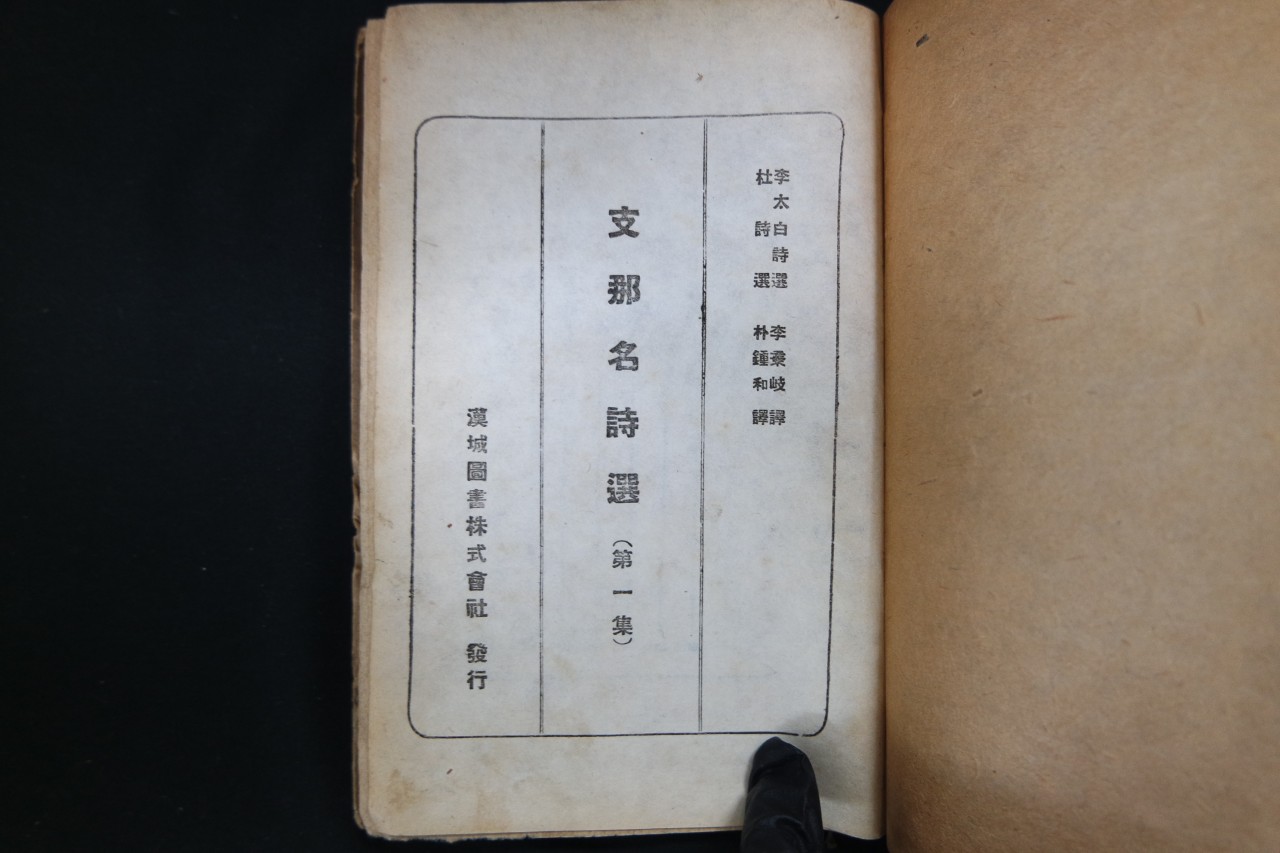 李太白詩選 李秉岐 譯
杜詩選 朴鍾和 譯
支那名詩選（第一集）
漢城圖書株式會社 發行